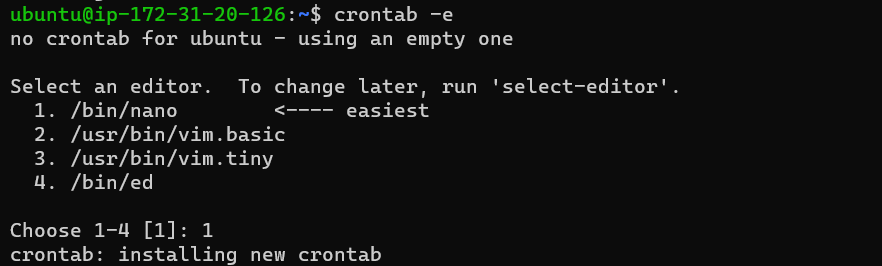 ubuntu@ip-172-31-20-126:~$ crontab -e
no crontab for ubuntu - using an empty one

Select an editor.  To change later, run 'select-editor'.
  1. /bin/nano        <---- easiest
  2. /usr/bin/vim.basic
  3. /usr/bin/vim.tiny
  4. /bin/ed

Choose 1-4 [1]: 1
crontab: installing new crontab